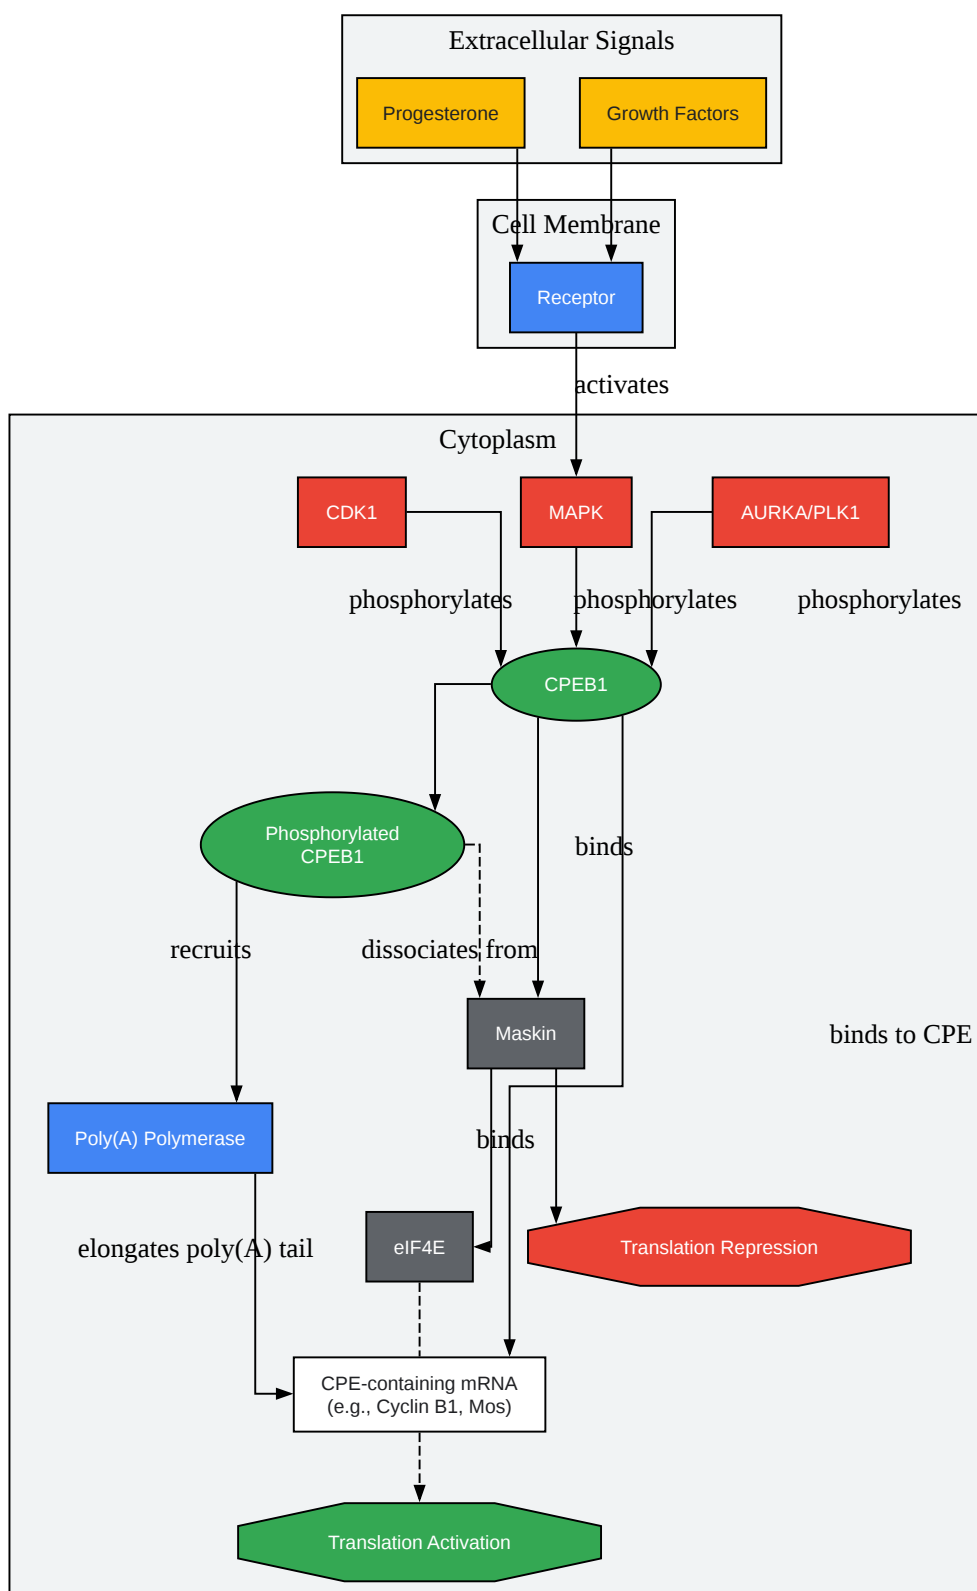 Extracellular Signals
Progesterone
Growth Factors
Cell Membrane
Receptor
activates
Cytoplasm
CDK1
MAPK
AURKA/PLK1
phosphorylates
phosphorylates
phosphorylates
CPEB1
Phosphorylated
CPEB1
binds
recruits
dissociates from
Maskin
binds to CPE
Poly(A) Polymerase
binds
elongates poly(A) tail
eIF4E
Translation Repression
CPE-containing mRNA
(e.g., Cyclin B1, Mos)
Translation Activation